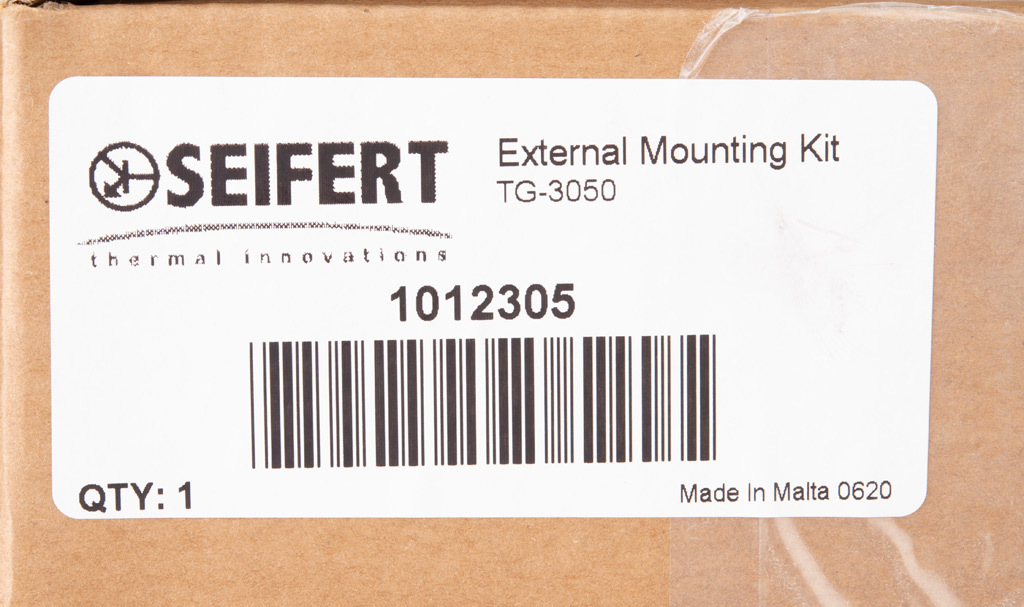 SEIFERT
thermal innovations
External Mounting Kit
TG-3050
1012305
QTY: 1
Made In Malta 0620